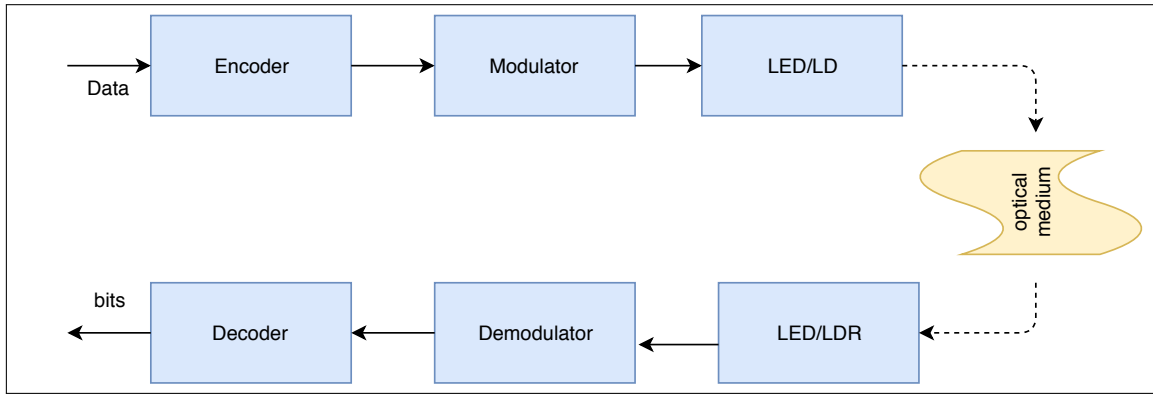 Encoder
Modulator
LED/LD
Data
optical
medium
bits
Decoder
Demodulator
LED/LDR